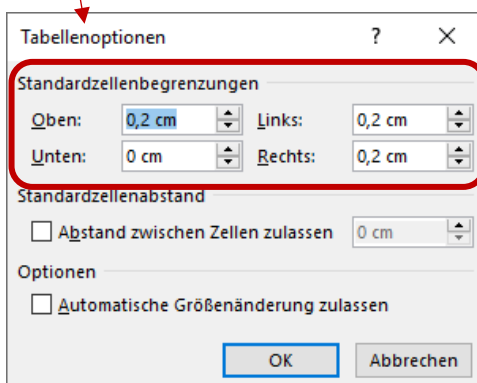 Tabellenoptionen ? ×
Standardzellenbegrenzungen
Oben: 0,2 cm Links: 0,2 cm
Unten: 0 cm Rechts: 0,2 cm
Standardzellenabstand
Abstand zwischen Zellen zulassen 0 cm
Optionen
Automatische Größenänderung zulassen
OK Abbrechen